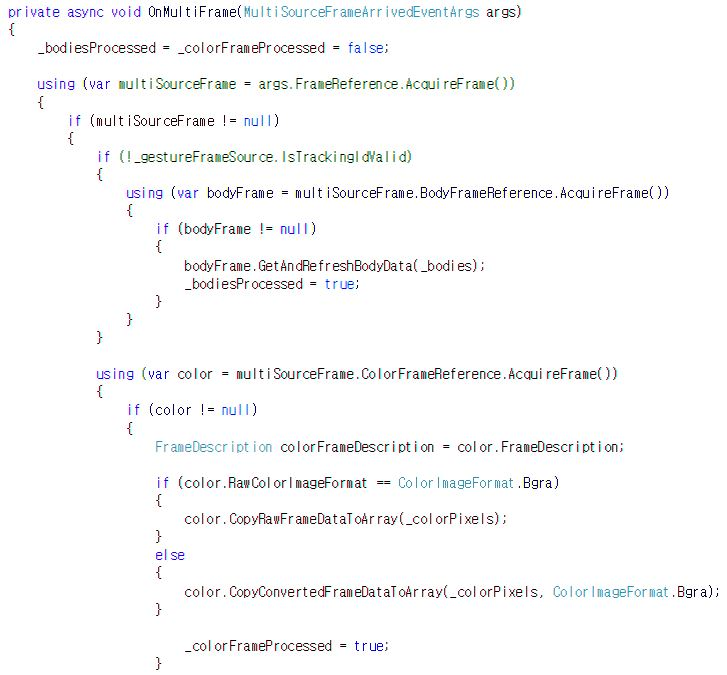 private async void OnMultiFrame(MultiSourceFrameArrivedEventArgs args)
{
    _bodiesProcessed = _colorFrameProcessed = false;

    using (var multiSourceFrame = args.FrameReference.AcquireFrame())
    {
        if (multiSourceFrame != null)
        {
            if (!_gestureFrameSource.IsTrackingIdValid)
            {
                using (var bodyFrame = multiSourceFrame.BodyFrameReference.AcquireFrame())
                {
                    if (bodyFrame != null)
                    {
                        bodyFrame.GetAndRefreshBodyData(_bodies);
                        _bodiesProcessed = true;
                    }
                }
            }

            using (var color = multiSourceFrame.ColorFrameReference.AcquireFrame())
            {
                if (color != null)
                {
                    FrameDescription colorFrameDescription = color.FrameDescription;

                    if (color.RawColorImageFormat == ColorImageFormat.Bgra)
                    {
                        color.CopyRawFrameDataToArray(_colorPixels);
                    }
                    else
                    {
                        color.CopyConvertedFrameDataToArray(_colorPixels, ColorImageFormat.Bgra);
                    }

                        _colorFrameProcessed = true;
                    }